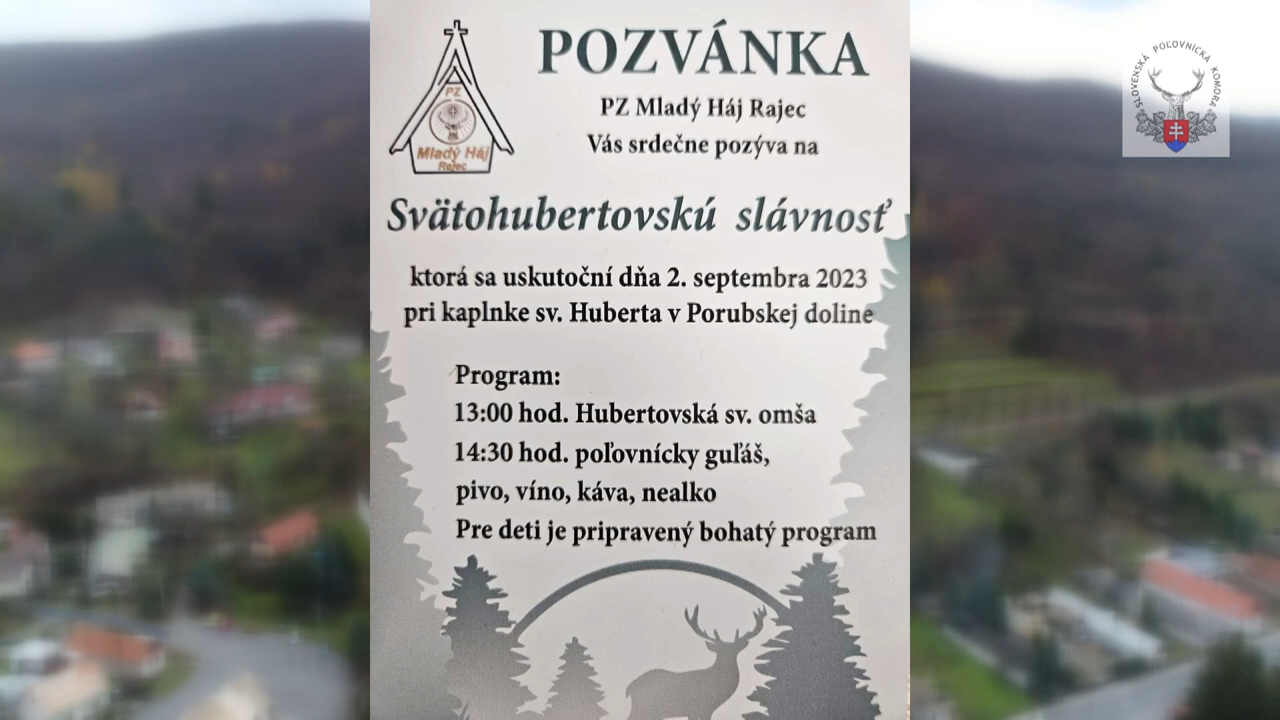 POZVÁNKA
PZ Mladý Háj Rajec
Vás srdečne pozýva na
Svätohubertovskú slávnosť
ktorá sa uskutoční dňa 2. septembra 2023
pri kaplnke sv. Huberta v Porubskej doline
Program:
13:00 hod. Hubertovská sv. omša
14:30 hod. poľovnícky guľáš,
pivo, víno, káva, nealko
Pre deti je pripravený bohatý program
PZ
Mladý Háj
Rajec
SLOVENSKÁ POĽOVNÍCKA KOMORA